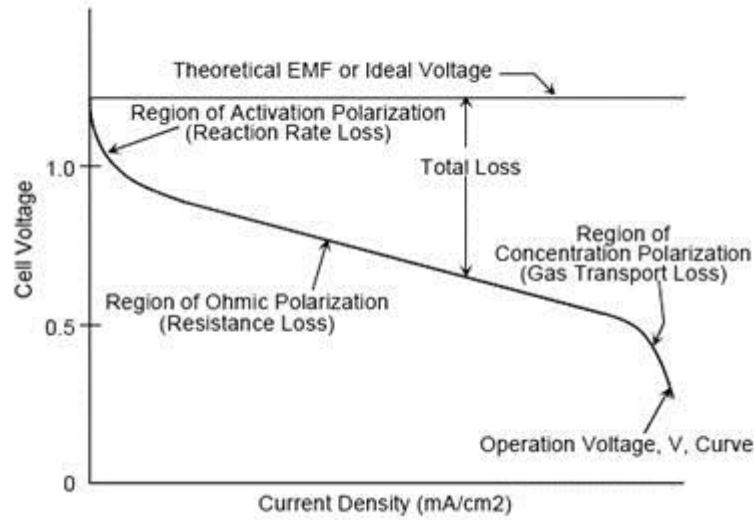 Theoretical EMF or Ideal Voltage
Region of Activation Polarization
(Reaction Rate Loss)
Total Loss
1.0
Cell Voltage
Region of
Concentration Polarization
(Gas Transport Loss)
Region of Ohmic Polarization
(Resistance Loss)
0.5
Operation Voltage, V, Curve
0
Current Density (mA/cm2)